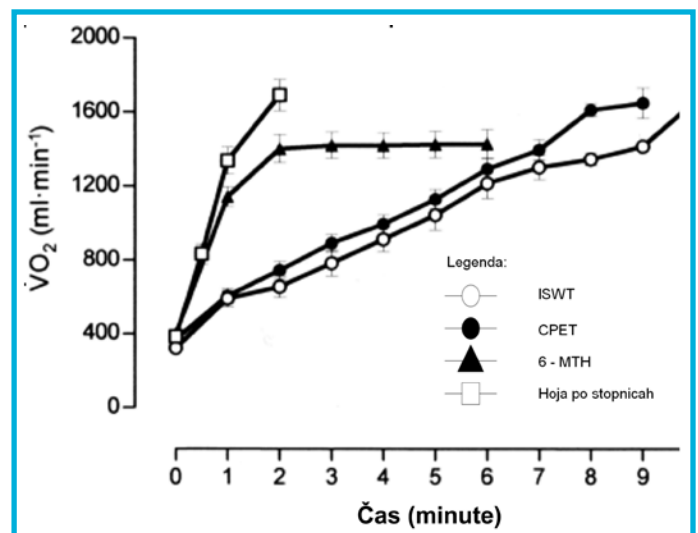 2000
1600
1200
800
400
0
V̇O₂ (ml·min⁻¹)
Legenda:
ISWT
CPET
6 - MTH
Hoja po stopnicah
0 1 2 3 4 5 6 7 8 9
Čas (minute)